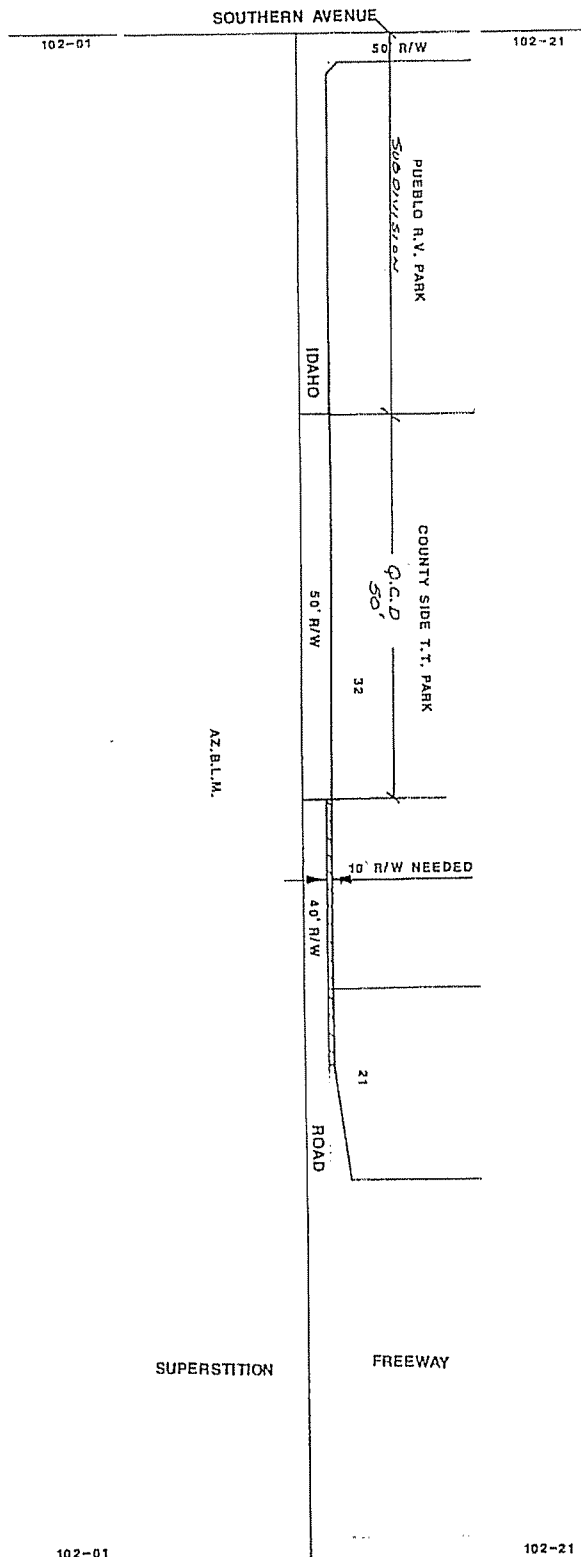 SOUTHERN AVENUE
102-01
50' R/W
102-21
PUEBLO R.V. PARK
SUBDIVISION
IDAHO
COUNTY SIDE T.T. PARK
Q.C.D
50'
50' R/W
32
AZ.B.L.M.
10' R/W NEEDED
40' R/W
21
ROAD
SUPERSTITION
FREEWAY
102-01
102-21